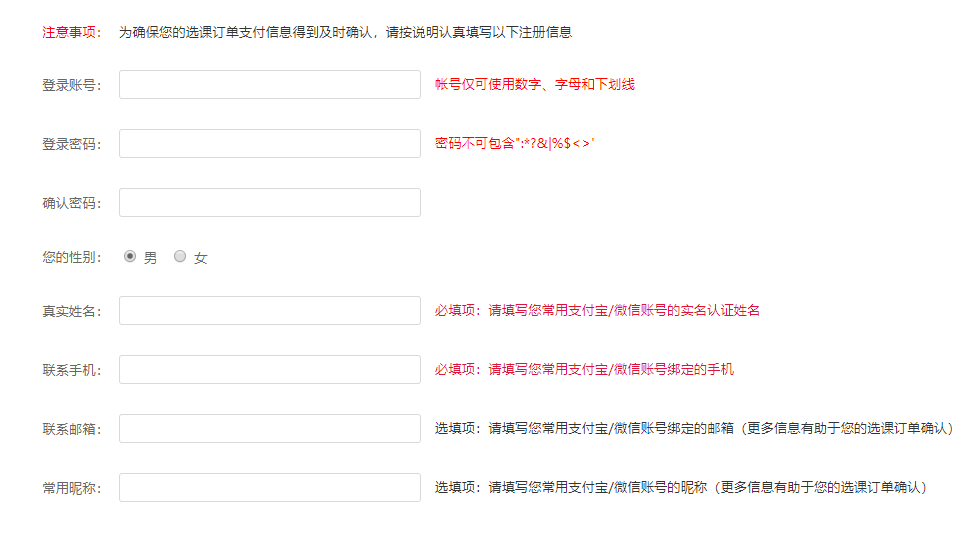 注意事项： 为确保您的选课订单支付信息得到及时确认，请按说明认真填写以下注册信息
登录账号： 帐号仅可使用数字、字母和下划线
登录密码： 密码不可包含":*?&|%$<>'
确认密码：
您的性别： 男 女
真实姓名： 必填项：请填写您常用支付宝/微信账号的实名认证姓名
联系手机： 必填项：请填写您常用支付宝/微信账号绑定的手机
联系邮箱： 选填项：请填写您常用支付宝/微信账号绑定的邮箱（更多信息有助于您的选课订单确认）
常用昵称： 选填项：请填写您常用支付宝/微信账号的昵称（更多信息有助于您的选课订单确认）